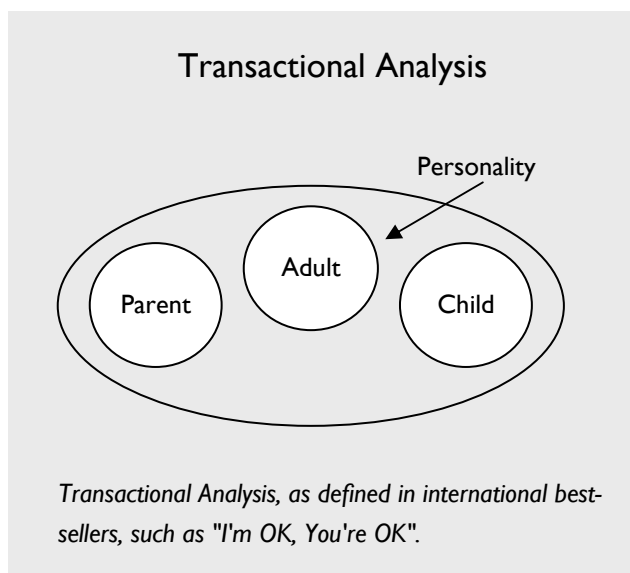 Transactional Analysis
Personality
Adult
Parent
Child
Transactional Analysis, as defined in international best-
sellers, such as "I'm OK, You're OK".